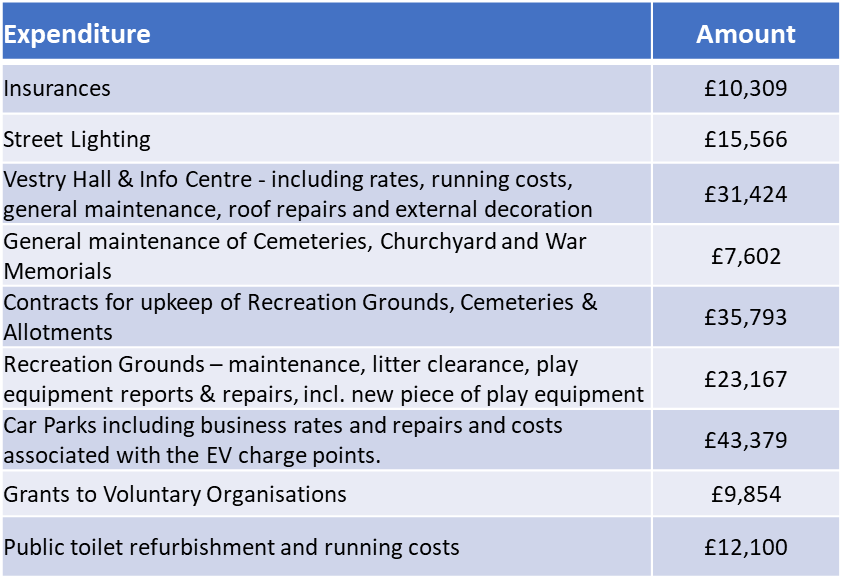 Expenditure Amount
Insurances £10,309
Street Lighting £15,566
Vestry Hall & Info Centre - including rates, running costs,
general maintenance, roof repairs and external decoration £31,424
General maintenance of Cemeteries, Churchyard and War
Memorials £7,602
Contracts for upkeep of Recreation Grounds, Cemeteries &
Allotments £35,793
Recreation Grounds – maintenance, litter clearance, play
equipment reports & repairs, incl. new piece of play equipment £23,167
Car Parks including business rates and repairs and costs
associated with the EV charge points. £43,379
Grants to Voluntary Organisations £9,854
Public toilet refurbishment and running costs £12,100